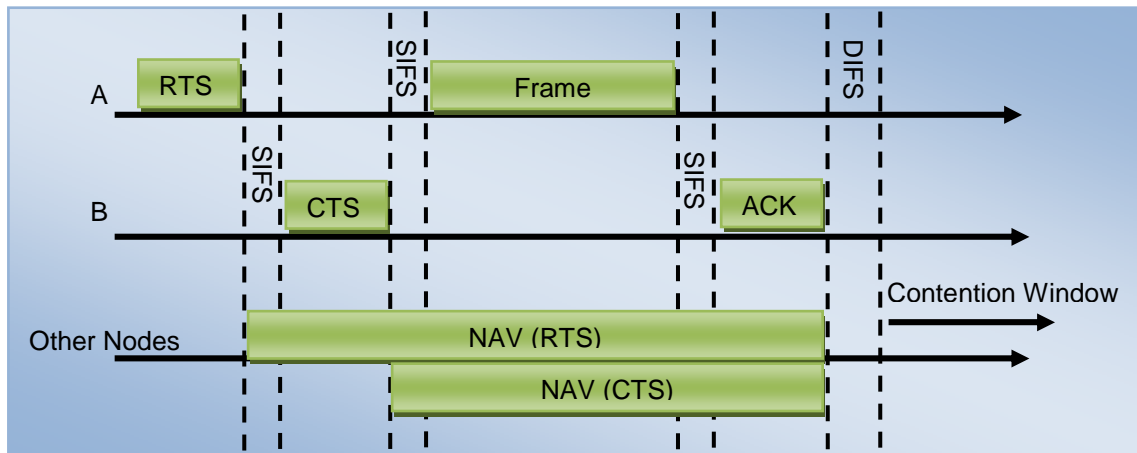 SIFS
DIFS
RTS
Frame
A
SIFS
SIFS
CTS
ACK
B
Contention Window
NAV (RTS)
Other Nodes
NAV (CTS)